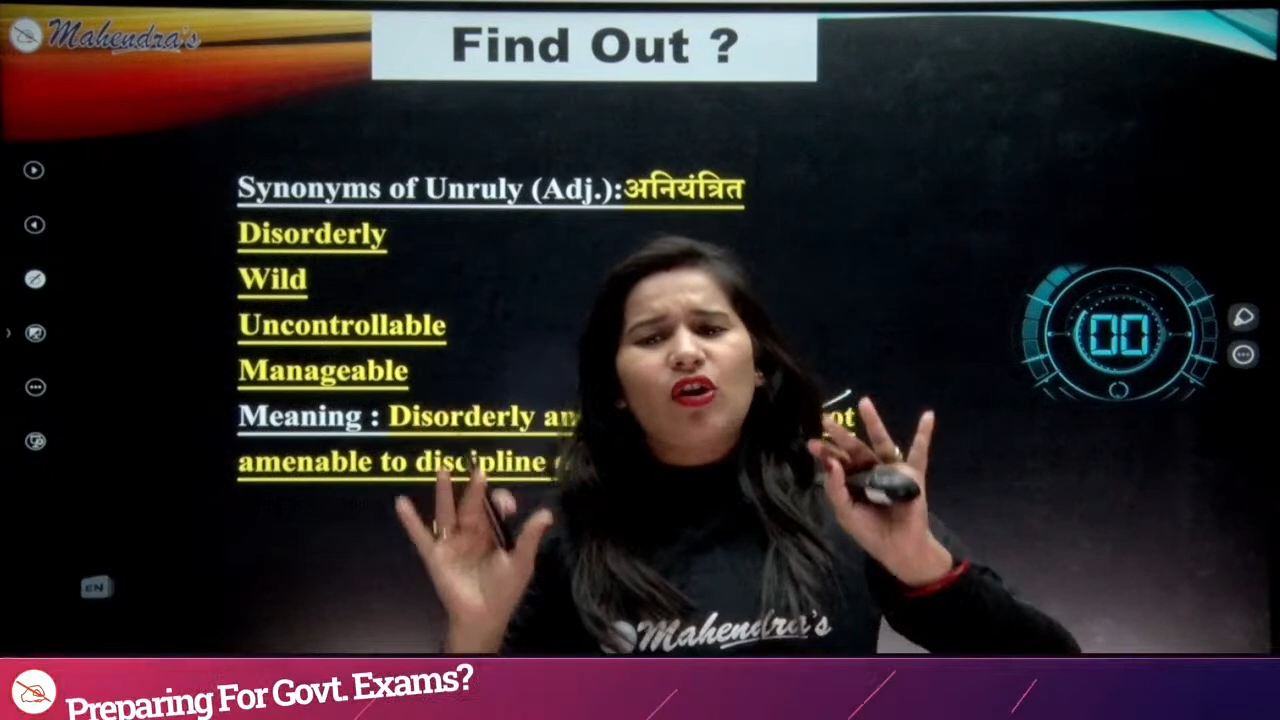 Mahendra's
Find Out ?
Synonyms of Unruly (Adj.):अनियंत्रित
Disorderly
Wild
Uncontrollable
Manageable
Meaning : Disorderly
amenable to discipline
00
EN
Mahendra's
Preparing For Govt. Exams?